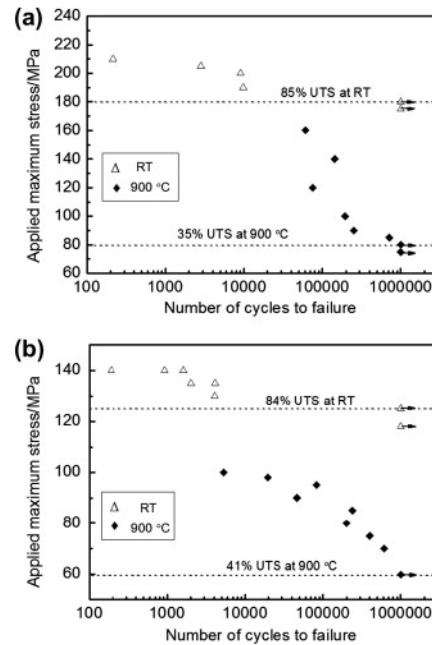 (a)
220
200
180
160
140
120
100
80
60
Applied maximum stress/MPa
85% UTS at RT
RT
900 °C
35% UTS at 900 °C
100 1000 10000 100000 1000000
Number of cycles to failure
(b)
140
120
100
80
60
Applied maximum stress/MPa
84% UTS at RT
RT
900 °C
41% UTS at 900 °C
100 1000 10000 100000 1000000
Number of cycles to failure